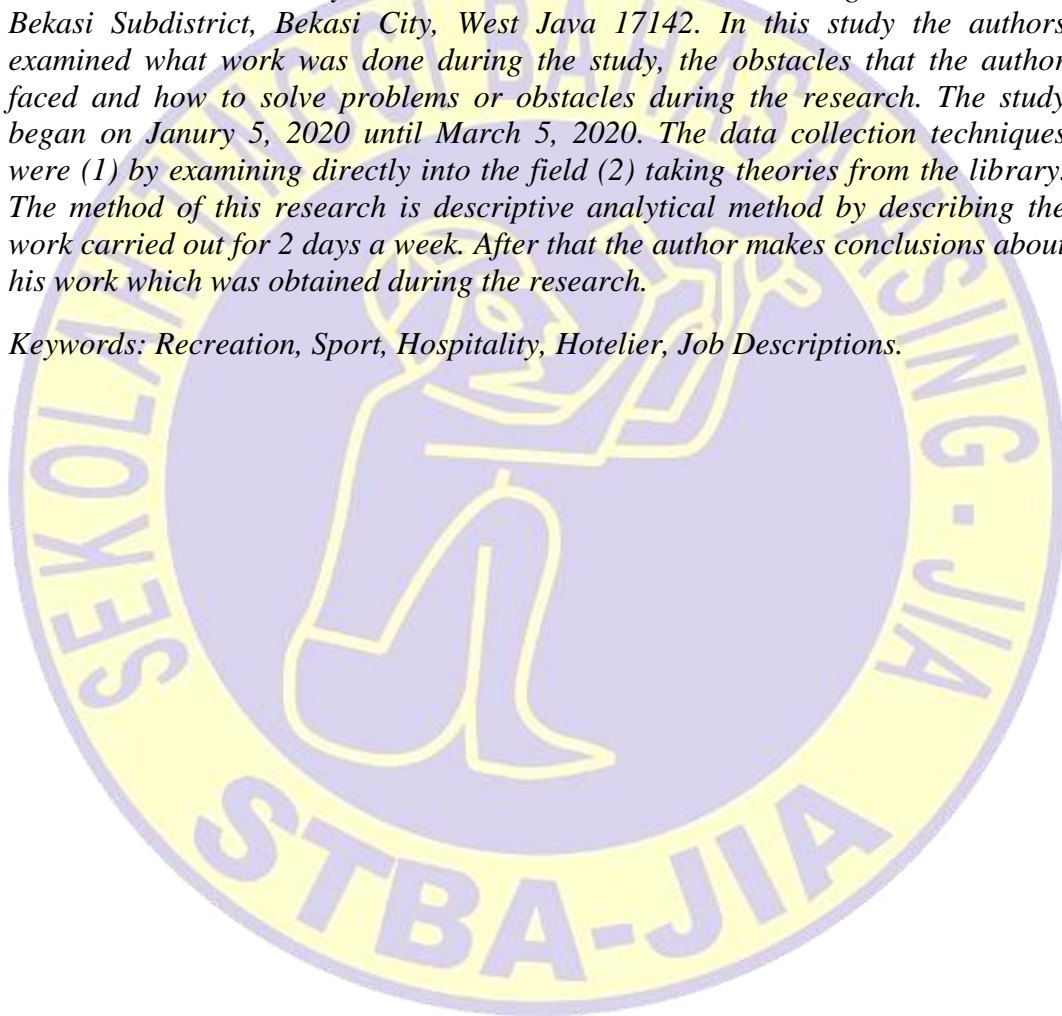 Bekasi Subdistrict, Bekasi City, West Java 17142. In this study the authors
examined what work was done during the study, the obstacles that the author
faced and how to solve problems or obstacles during the research. The study
began on Janury 5, 2020 until March 5, 2020. The data collection techniques
were (1) by examining directly into the field (2) taking theories from the library.
The method of this research is descriptive analytical method by describing the
work carried out for 2 days a week. After that the author makes conclusions about
his work which was obtained during the research.
Keywords: Recreation, Sport, Hospitality, Hotelier, Job Descriptions.
SEKOLAH TINGGI BAHASA ASING - JIA
STBA-JIA